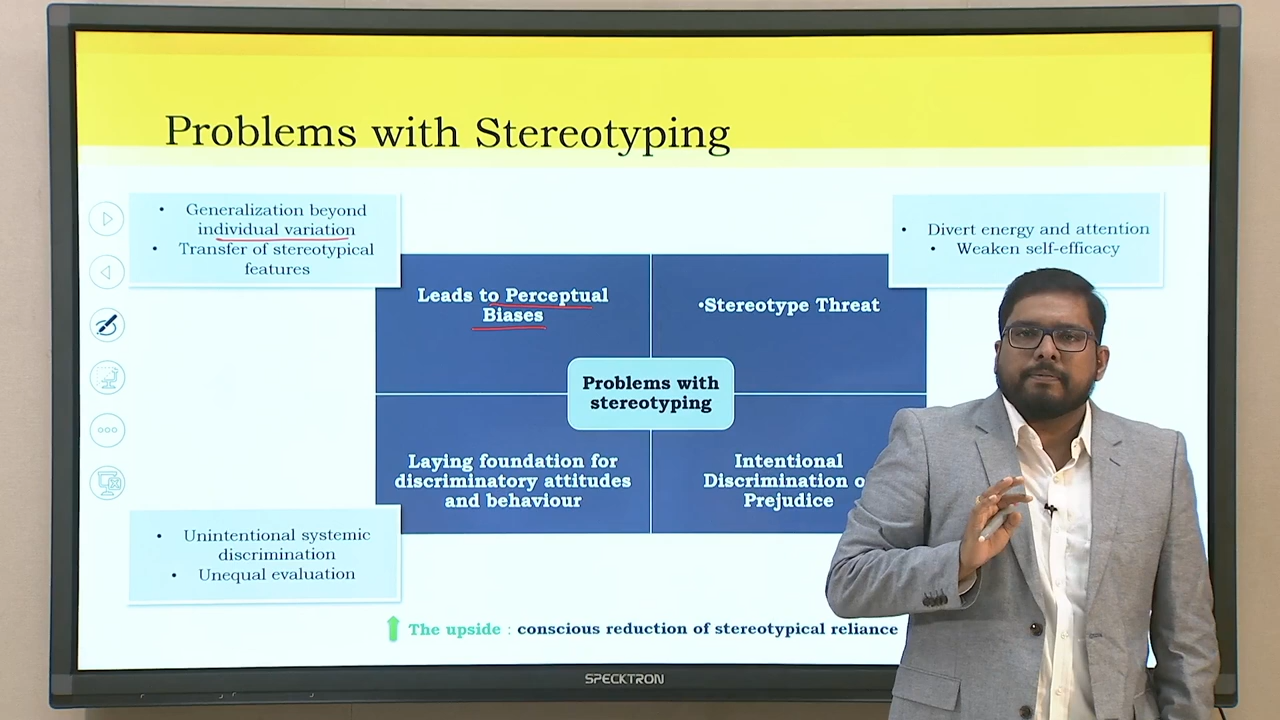 Problems with Stereotyping
• Generalization beyond
individual variation
• Transfer of stereotypical
features
• Divert energy and attention
• Weaken self-efficacy
Leads to Perceptual
Biases
•Stereotype Threat
Problems with
stereotyping
Laying foundation for
discriminatory attitudes
and behaviour
Intentional
Discrimination
Prejudice
• Unintentional systemic
discrimination
• Unequal evaluation
The upside : conscious reduction of stereotypical reliance
SPECKTRON